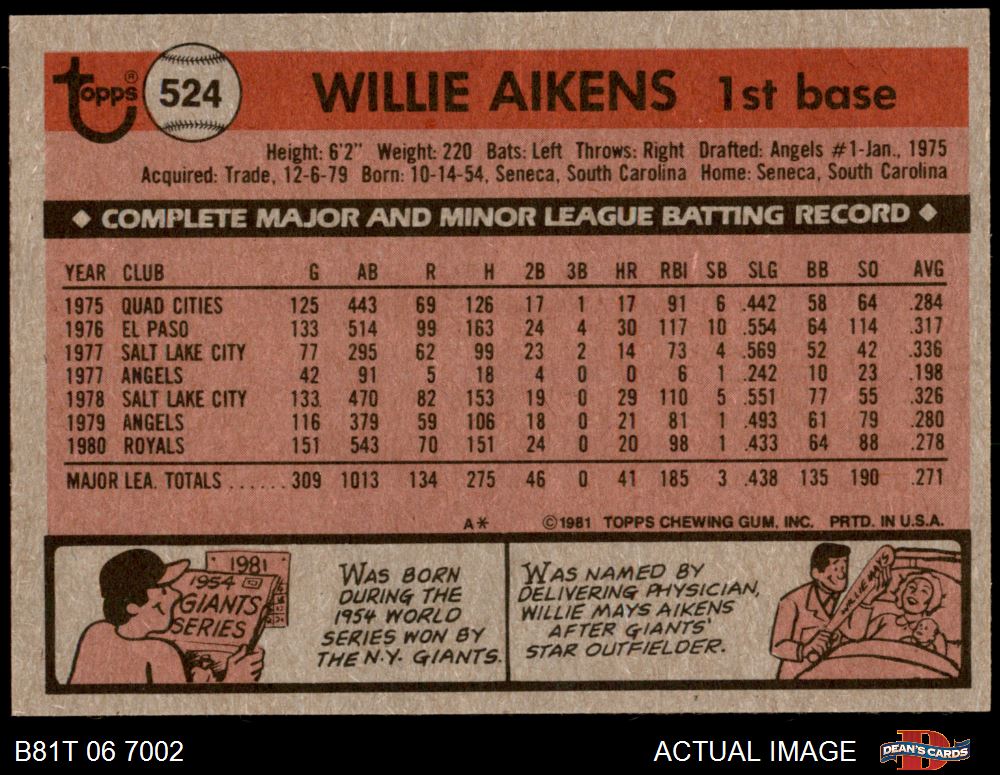 topps® 524 WILLIE AIKENS 1st base
Height: 6'2" Weight: 220 Bats: Left Throws: Right Drafted: Angels #1-Jan., 1975
Acquired: Trade, 12-6-79 Born: 10-14-54, Seneca, South Carolina Home: Seneca, South Carolina
◆ COMPLETE MAJOR AND MINOR LEAGUE BATTING RECORD ◆
YEAR CLUB G AB R H 2B 3B HR RBI SB SLG BB SO AVG
1975 QUAD CITIES 125 443 69 126 17 1 17 91 6 .442 58 64 .284
1976 EL PASO 133 514 99 163 24 4 30 117 10 .554 64 114 .317
1977 SALT LAKE CITY 77 295 62 99 23 2 14 73 4 .569 52 42 .336
1977 ANGELS 42 91 5 18 4 0 0 6 1 .242 10 23 .198
1978 SALT LAKE CITY 133 470 82 153 19 0 29 110 5 .551 77 55 .326
1979 ANGELS 116 379 59 106 18 0 21 81 1 .493 61 79 .280
1980 ROYALS 151 543 70 151 24 0 20 98 1 .433 64 88 .278
MAJOR LEA. TOTALS ...... 309 1013 134 275 46 0 41 185 3 .438 135 190 .271
A* ©1981 TOPPS CHEWING GUM, INC. PRTD. IN U.S.A.
1981
1954
GIANTS
SERIES
WAS BORN
DURING THE
1954 WORLD
SERIES WON BY
THE N.Y. GIANTS.
WAS NAMED BY
DELIVERING PHYSICIAN,
WILLIE MAYS AIKENS
AFTER GIANTS'
STAR OUTFIELDER.
WILLIE MAYS
B81T 06 7002 ACTUAL IMAGE DEAN'S CARDS